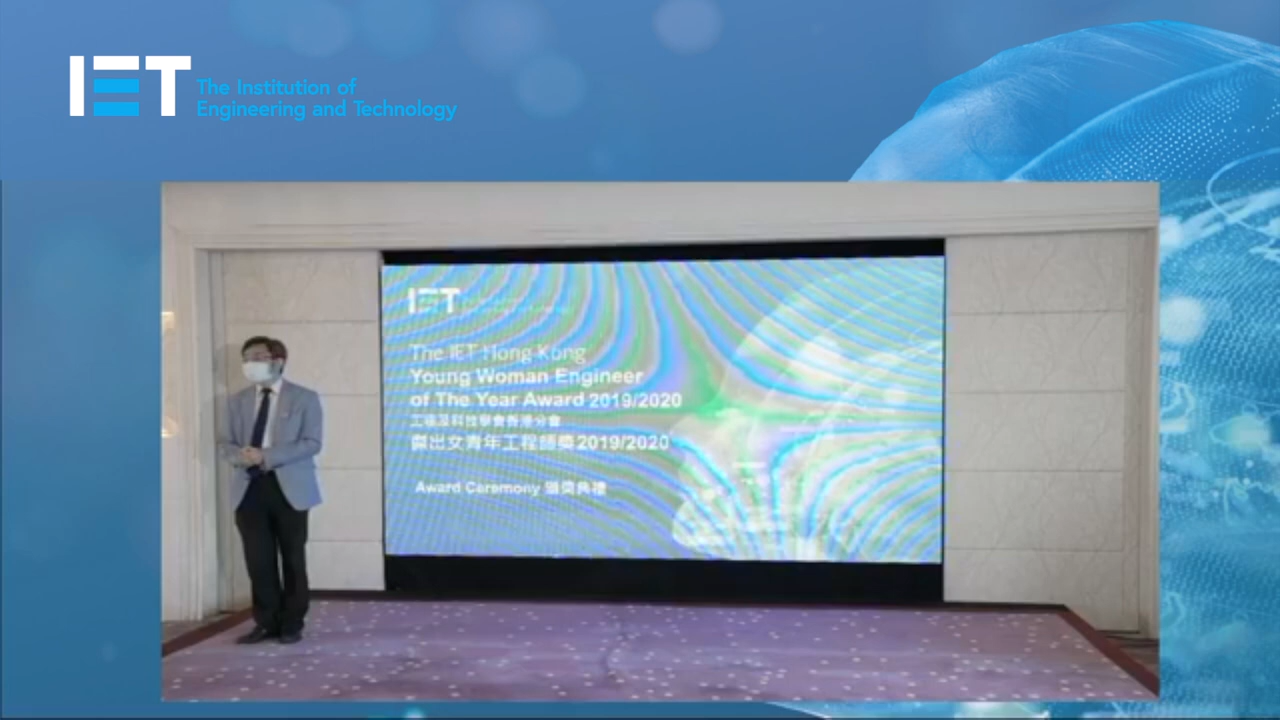 IET The Institution of
Engineering and Technology
IET
The IET Hong Kong
Young Woman Engineer
of The Year Award 2019/2020
工程及科技學會香港分會
傑出女青年工程師獎2019/2020
Award Ceremony 頒獎典禮